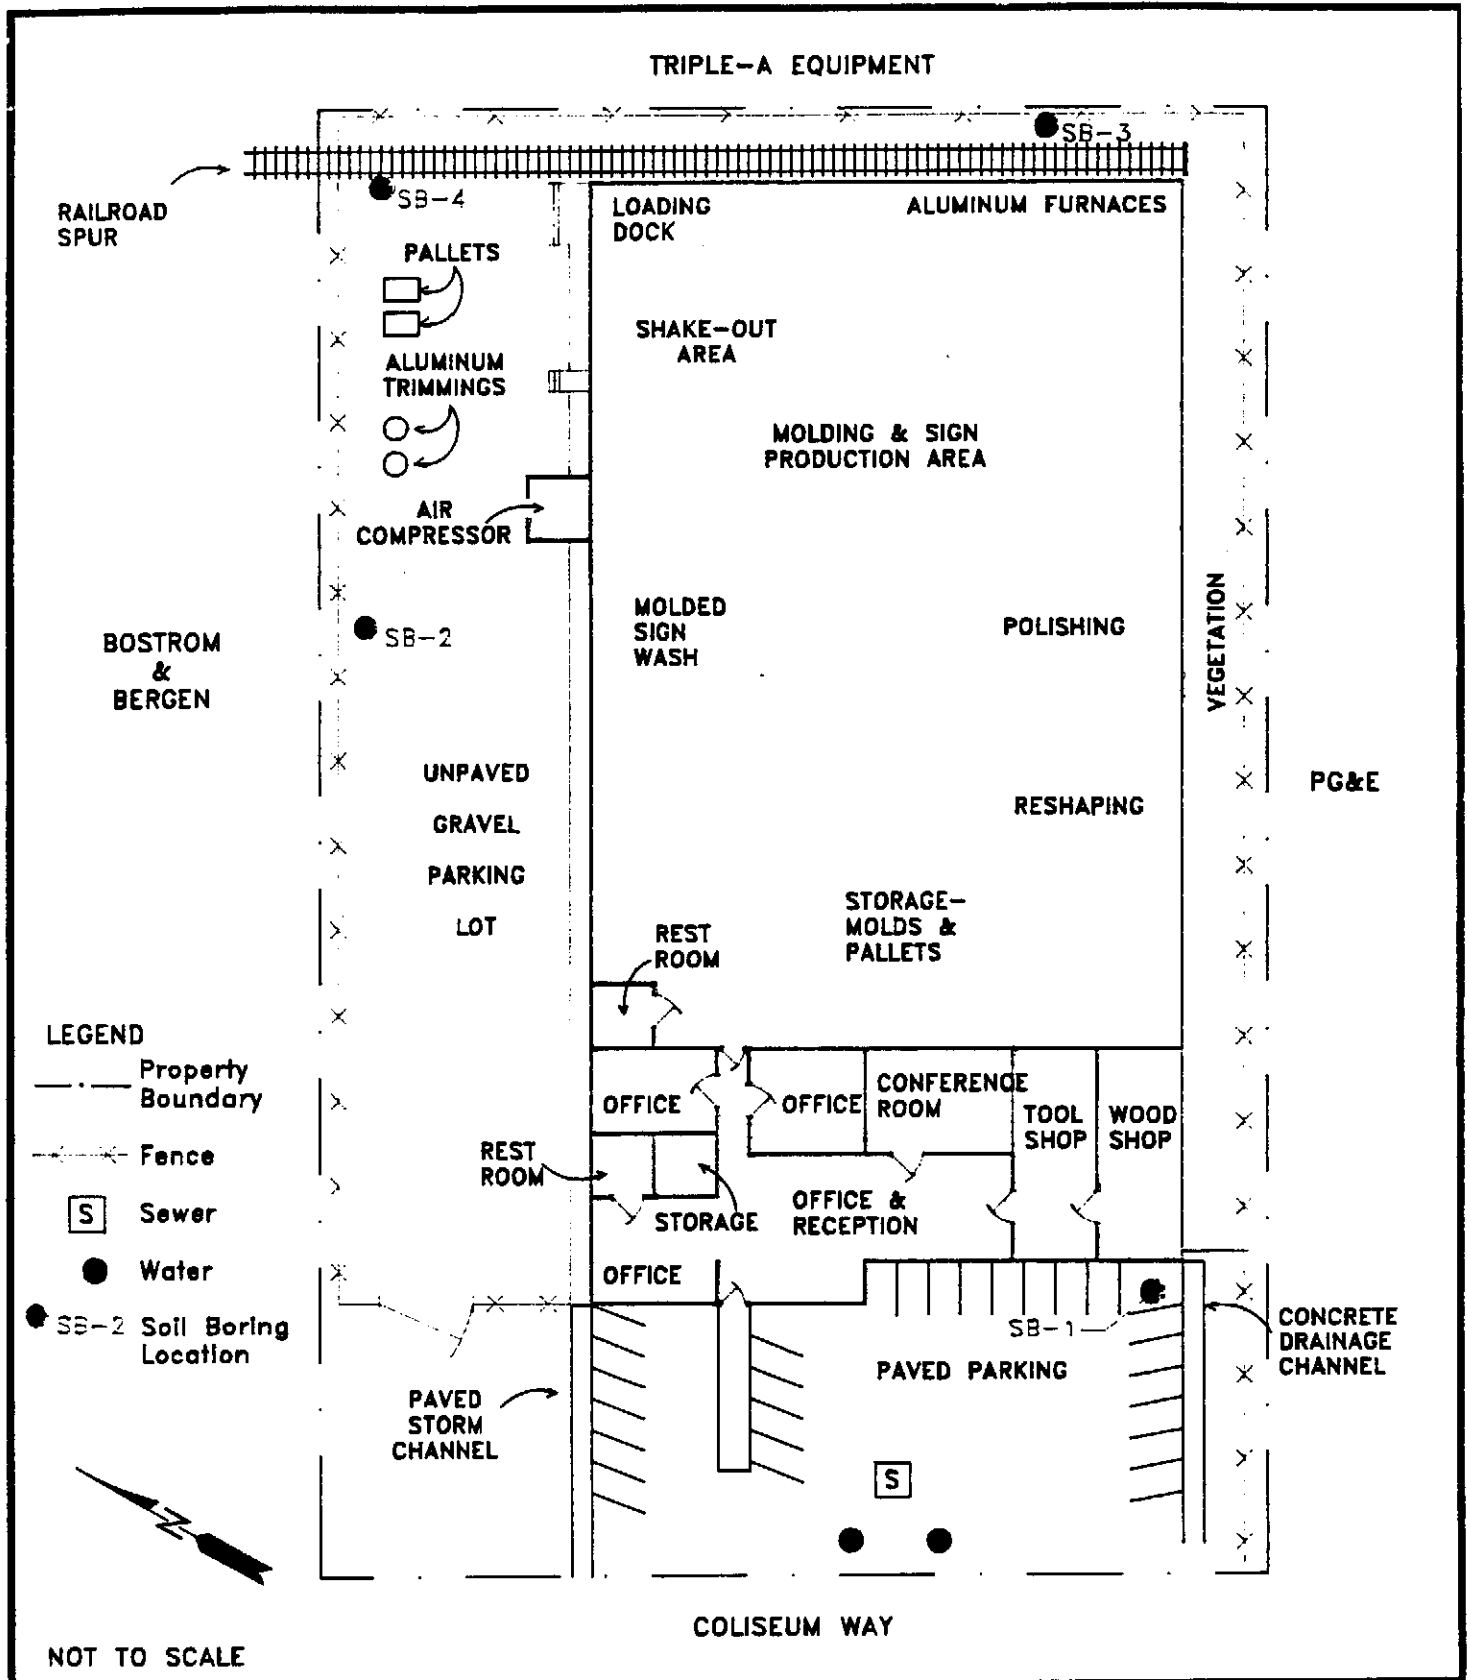 TRIPLE-A EQUIPMENT
SB-3
RAILROAD
SPUR
SB-4
LOADING
DOCK
ALUMINUM FURNACES
PALLETS
SHAKE-OUT
AREA
ALUMINUM
TRIMMINGS
MOLDING & SIGN
PRODUCTION AREA
AIR
COMPRESSOR
BOSTROM
&
BERGEN
SB-2
MOLDED
SIGN
WASH
POLISHING
VEGETATION
UNPAVED
GRAVEL
PARKING
LOT
PG&E
RESHAPING
STORAGE-
MOLDS &
PALLETS
REST
ROOM
LEGEND
Property
Boundary
Fence
S Sewer
Water
SB-2 Soil Boring
Location
OFFICE
OFFICE
CONFERENCE
ROOM
TOOL
SHOP
WOOD
SHOP
REST
ROOM
STORAGE
OFFICE &
RECEPTION
OFFICE
SB-1
CONCRETE
DRAINAGE
CHANNEL
PAVED PARKING
PAVED
STORM
CHANNEL
S
N
COLISEUM WAY
NOT TO SCALE